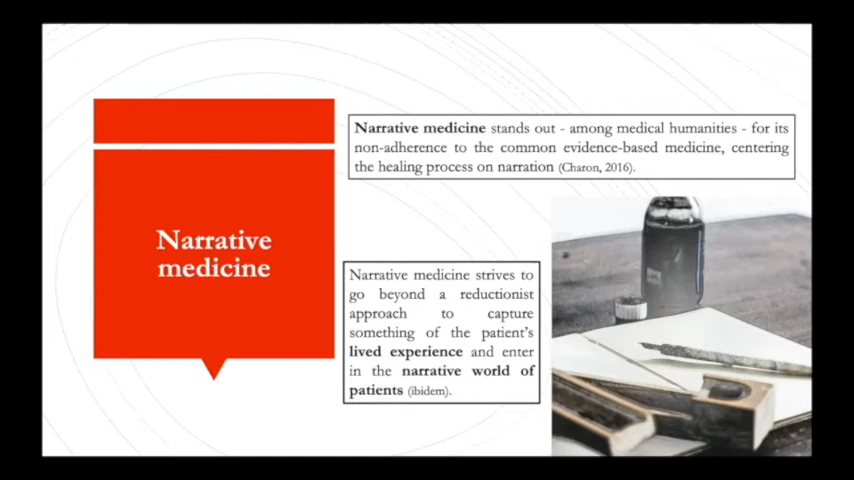 Narrative
medicine
Narrative medicine stands out - among medical humanities - for its
non-adherence to the common evidence-based medicine, centering
the healing process on narration (Charon, 2016).
Narrative medicine strives to
go beyond a reductionist
approach to capture
something of the patient's
lived experience and enter
in the narrative world of
patients (ibidem).